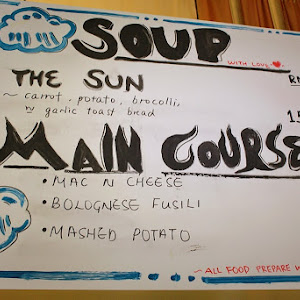 SOUP
WITH LOVE
THE SUN
~ carrot. potato, brocolli,
w garlic toast bread
MAIN COURSE
• MAC N CHEESE
• BOLOGNESE FUSILI
• MASHED POTATO
~ ALL FOOD PREPARE